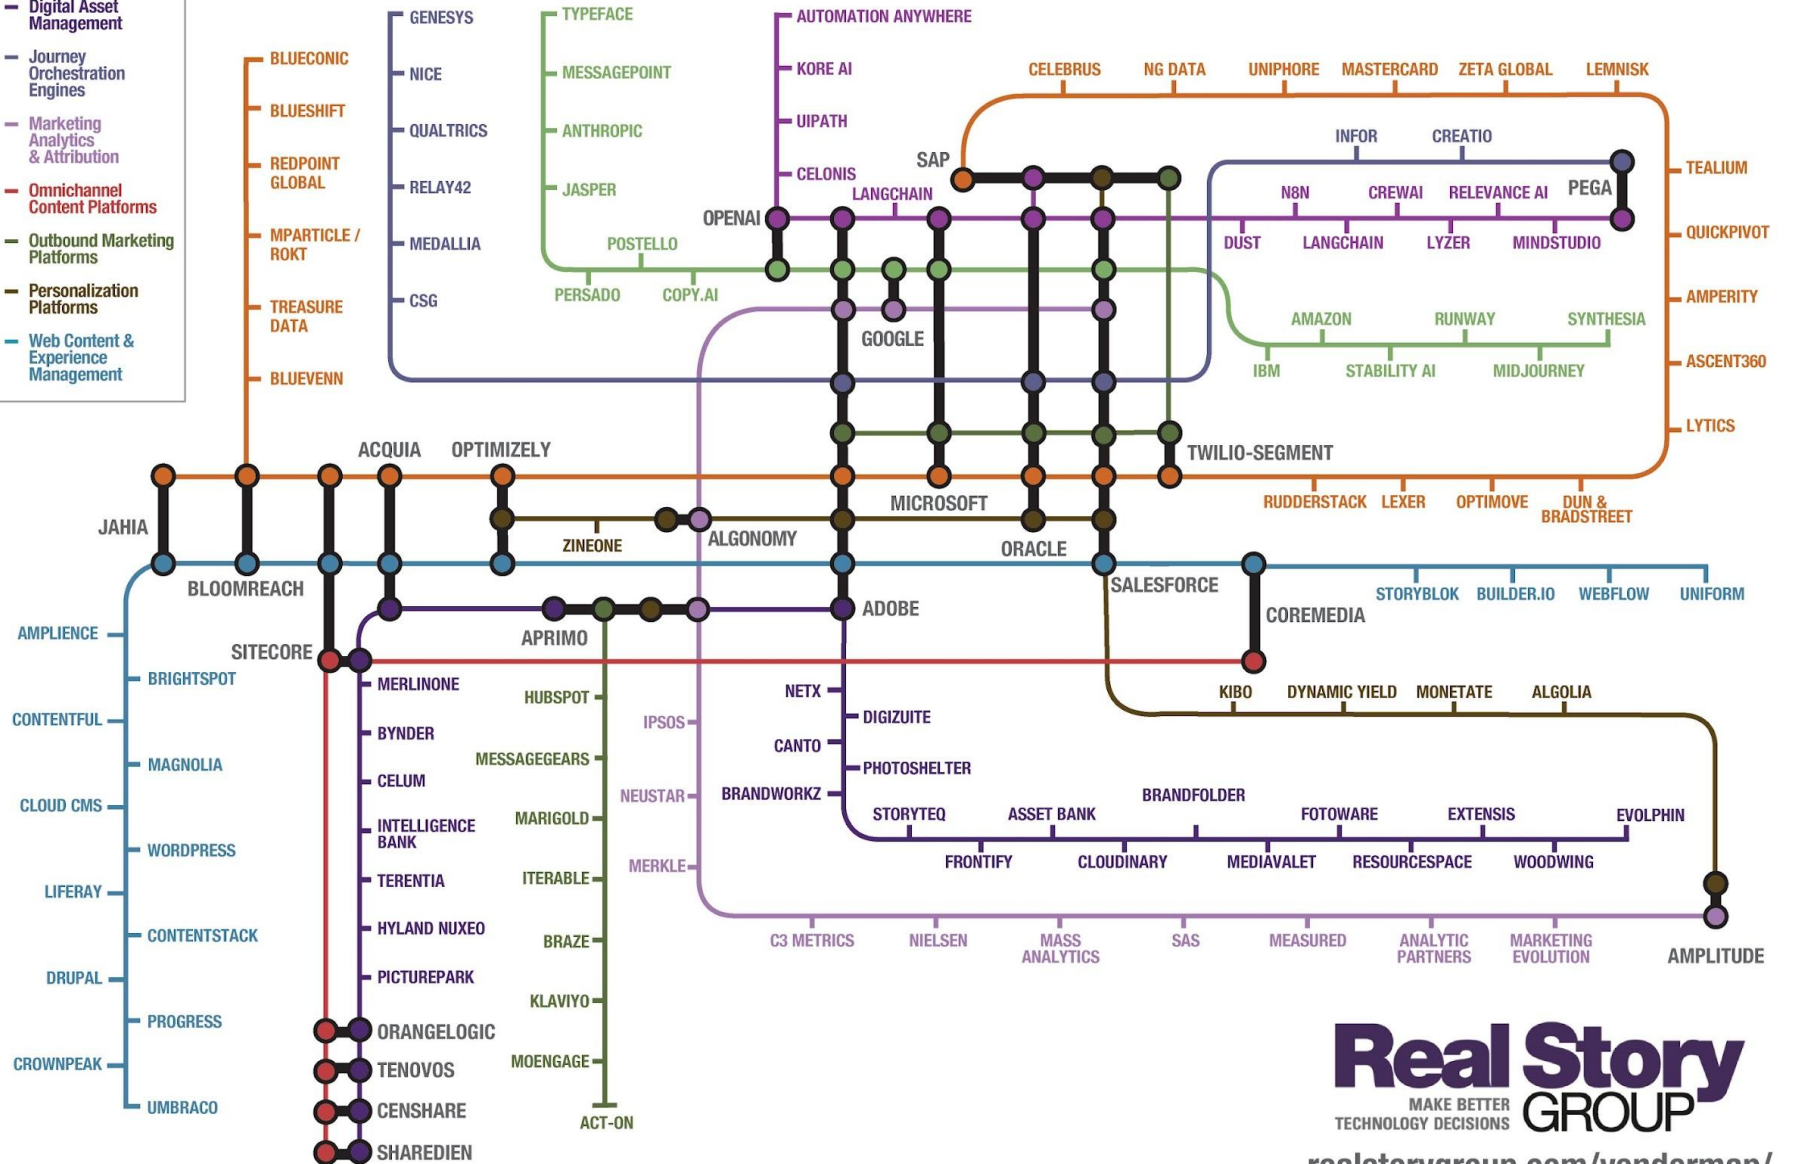 Digital Asset
Management
Journey
Orchestration
Engines
Marketing
Analytics
& Attribution
Omnichannel
Content Platforms
Outbound Marketing
Platforms
Personalization
Platforms
Web Content &
Experience
Management
BLUECONIC
BLUESHIFT
REDPOINT
GLOBAL
MPARTICLE /
ROKT
TREASURE
DATA
BLUEVENN
GENESYS
NICE
QUALTRICS
RELAY42
MEDALLIA
CSG
TYPEFACE
MESSAGEPOINT
ANTHROPIC
JASPER
POSTELLO
PERSADO
COPY.AI
AUTOMATION ANYWHERE
KORE AI
UIPATH
CELONIS
LANGCHAIN
OPENAI
SAP
GOOGLE
CELEBRUS
NG DATA
UNIPHORE
MASTERCARD
ZETA GLOBAL
LEMNISK
INFOR
CREATIO
PEGA
N8N
CREWAI
RELEVANCE AI
DUST
LANGCHAIN
LYZER
MINDSTUDIO
TEALIUM
QUICKPIVOT
AMPERITY
ASCENT360
LYTICS
AMAZON
RUNWAY
SYNTHESIA
IBM
STABILITY AI
MIDJOURNEY
ACQUIA
OPTIMIZELY
TWILIO-SEGMENT
MICROSOFT
RUDDERSTACK
LEXER
OPTIMOVE
DUN &
BRADSTREET
JAHIA
ZINEONE
ALGONOMY
ORACLE
BLOOMREACH
SALESFORCE
COREMEDIA
STORYBLOK
BUILDER.IO
WEBFLOW
UNIFORM
SITECORE
APRIMO
ADOBE
AMPLIENCE
BRIGHTSPOT
CONTENTFUL
MAGNOLIA
CLOUD CMS
WORDPRESS
LIFERAY
CONTENTSTACK
DRUPAL
PROGRESS
CROWNPEAK
UMBRACO
MERLINONE
BYNDER
CELUM
INTELLIGENCE
BANK
TERENTIA
HYLAND NUXEO
PICTUREPARK
ORANGELOGIC
TENOVOS
CENSHARE
SHAREDIEN
HUBSPOT
MESSAGEGEARS
MARIGOLD
ITERABLE
BRAZE
KLAVIYO
MOENGAGE
ACT-ON
IPSOS
NEUSTAR
MERKLE
NETX
DIGIZUITE
CANTO
PHOTOSHELTER
BRANDWORKZ
KIBO
DYNAMIC YIELD
MONETATE
ALGOLIA
STORYTEQ
ASSET BANK
BRANDFOLDER
FOTOWARE
EXTENSIS
EVOLPHIN
FRONTIFY
CLOUDINARY
MEDIAVALET
RESOURCESPACE
WOODWING
C3 METRICS
NIELSEN
MASS
ANALYTICS
SAS
MEASURED
ANALYTIC
PARTNERS
MARKETING
EVOLUTION
AMPLITUDE
Real Story
GROUP
MAKE BETTER
TECHNOLOGY DECISIONS
realstorygroup.com/vendormap/